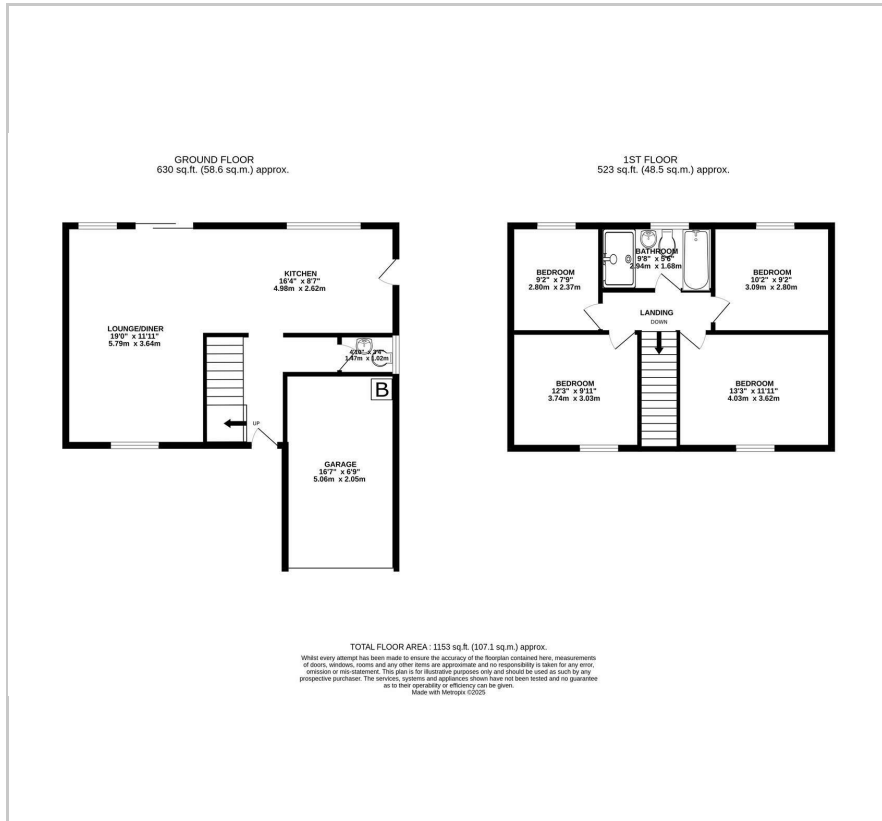 GROUND FLOOR
630 sq.ft. (58.6 sq.m.) approx.
1ST FLOOR
523 sq.ft. (48.5 sq.m.) approx.
KITCHEN
16'4" x 8'7"
4.98m x 2.62m
LOUNGE/DINER
19'0" x 11'11"
5.79m x 3.64m
4'10" x 3'4"
1.47m x 1.02m
B
UP
GARAGE
16'7" x 6'9"
5.06m x 2.05m
BATHROOM
9'8" x 5'6"
2.94m x 1.68m
BEDROOM
9'2" x 7'9"
2.80m x 2.37m
BEDROOM
10'2" x 9'2"
3.09m x 2.80m
LANDING
DOWN
BEDROOM
12'3" x 9'11"
3.74m x 3.03m
BEDROOM
13'3" x 11'11"
4.03m x 3.62m
TOTAL FLOOR AREA : 1153 sq.ft. (107.1 sq.m.) approx.
Whilst every attempt has been made to ensure the accuracy of the floorplan contained here, measurements
of doors, windows, rooms and any other items are approximate and no responsibility is taken for any error,
omission or mis-statement. This plan is for illustrative purposes only and should be used as such by any
prospective purchaser. The services, systems and appliances shown have not been tested and no guarantee
as to their operability or efficiency can be given.
Made with Metropix ©2025